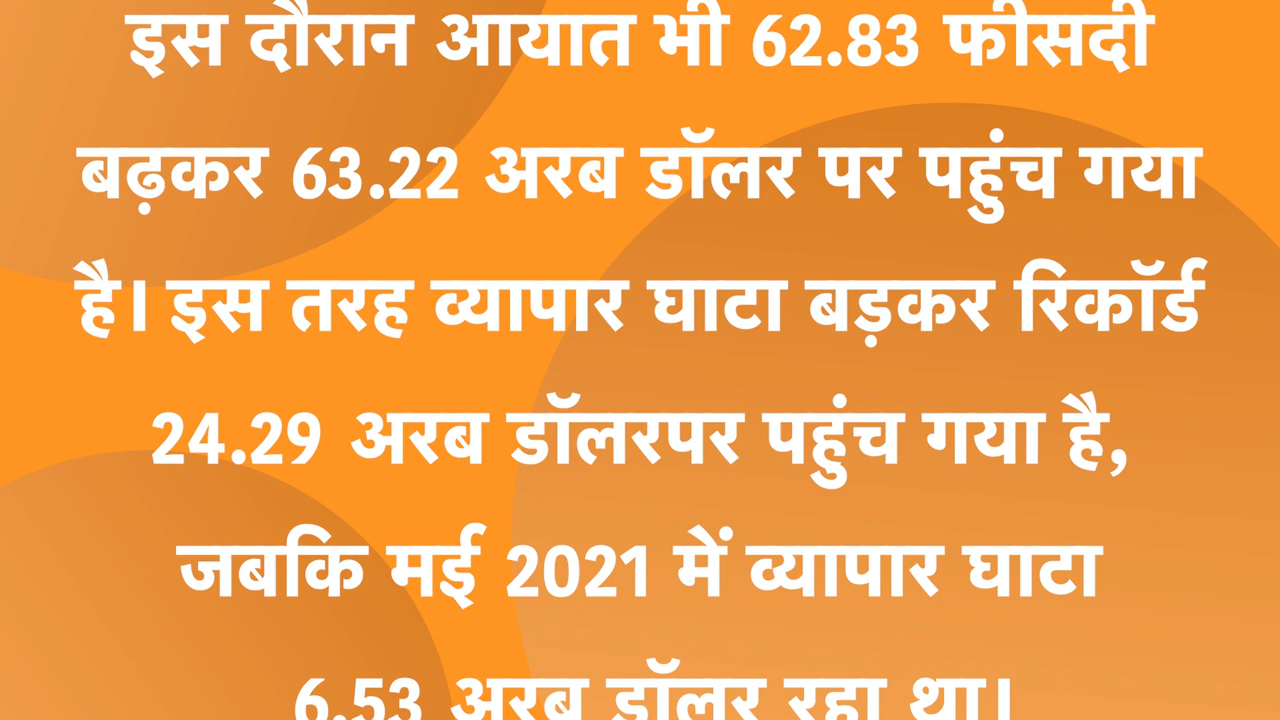 इस दौरान आयात भी 62.83 फीसदी
बढ़कर 63.22 अरब डॉलर पर पहुंच गया
है। इस तरह व्यापार घाटा बड़कर रिकॉर्ड
24.29 अरब डॉलरपर पहुंच गया है,
जबकि मई 2021 में व्यापार घाटा
6.53 अरब डॉलर रहा था।